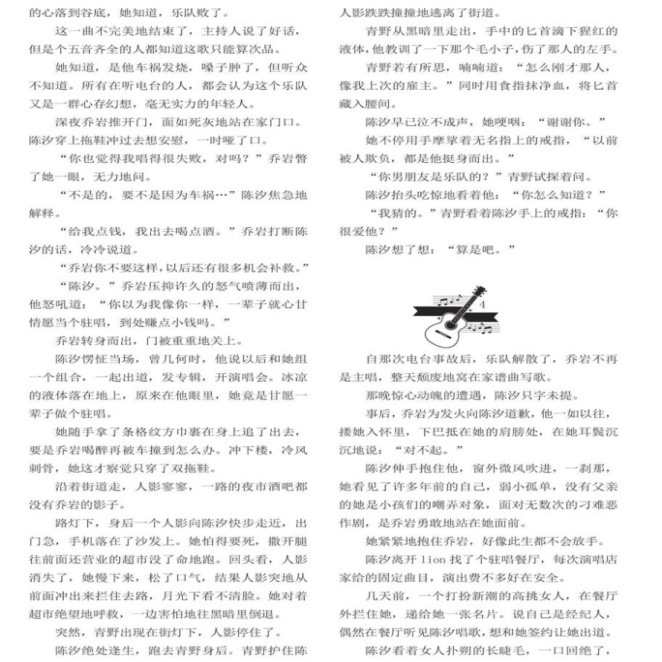 的心落到谷底，她知道，乐队败了。
这一曲不完美地结束了，主持人说了好话，
但是个五音齐全的人都知道这歌只能算次品。
她知道，是他车祸发烧，嗓子肿了，但听众
不知道。所有在听电台的人，都会认为这个乐队
又是一群心存幻想，毫无实力的年轻人。
深夜乔岩推开门，面如死灰地站在家门口。
陈汐穿上拖鞋冲过去想安慰，一时哑了口。
“你也觉得我唱得很失败，对吗？”乔岩瞥
了她一眼，无力地问。
“不是的，要不是因为车祸…”陈汐焦急地
解释。
“给我点钱，我出去喝点酒。”乔岩打断陈
汐的话，冷冷说道。
“乔岩你不要这样，以后还有很多机会补救。”
“陈汐。”乔岩压抑许久的怒气喷薄而出，
他怒吼道：“你以为我像你一样，一辈子就心甘
情愿当个驻唱，到处赚点小钱吗。”
乔岩转身而出，门被重重地关上。
陈汐愣怔当场，曾几何时，他说以后和她组
一个组合，一起出道，发专辑，开演唱会。冰凉
的液体落在地上，原来在他眼里，她竟是甘愿一
辈子做个驻唱。
她随手拿了条格纹方巾裹在身上追了出去，
要是乔岩喝醉再被车撞到怎么办。冲下楼，冷风
刺骨，她这才察觉只穿了双拖鞋。
沿着街道走，人影寥寥，一路的夜市酒吧都
没有乔岩的影子。
路灯下，身后一个人影向陈汐快步走近，出
门急，手机落在了沙发上。她怕得要死，撒开腿
往前面还营业的超市没了命地跑。回头看，人影
消失了，她慢下来，松了口气，结果人影突地从
前面冲出来拦住去路，月光下看不清脸。她对着
超市绝望地呼救，一边害怕地往黑暗里倒退。
突然，青野出现在街灯下，人影停住了。
陈汐绝处逢生，跑去青野身后。青野护住陈
人影跌跌撞撞地逃离了街道。
青野从黑暗里走出，手中的匕首滴下猩红的
液体，他教训了一下那个毛小子，伤了那人的左手。
青野若有所思，喃喃道：“怎么刚才那人，
像我上次的雇主。”同时用食指抹净血，将匕首
藏入腰间。
陈汐早已泣不成声，她哽咽：“谢谢你。”
她不停用手摩挲着无名指上的戒指，“以前
被人欺负，都是他挺身而出。”
“你男朋友是乐队的？”青野试探着问。
陈汐抬头吃惊地看着他：“你怎么知道？”
“我猜的。”青野看着陈汐手上的戒指：“你
很爱他？”
陈汐想了想：“算是吧。”
4
自那次电台事故后，乐队解散了，乔岩不再
是主唱，整天颓废地窝在家谱曲写歌。
那晚惊心动魄的遭遇，陈汐只字未提。
事后，乔岩为发火向陈汐道歉，他一如以往，
搂她入怀里，下巴抵在她的肩膀处，在她耳鬓沉
沉地说：“对不起。”
陈汐伸手抱住他，窗外微风吹进，一刹那，
她看见了许多年前的自己，弱小孤单，没有父亲
的她是小孩们的嘲弄对象，面对无数次的刁难恶
作剧，是乔岩勇敢地站在她面前。
她紧紧地抱住乔岩，好像此生都不会放手。
陈汐离开 lion 找了个驻唱餐厅，每次演唱店
家给的固定曲目，演出费不多好在安全。
几天前，一个打扮新潮的高挑女人，在餐厅
外拦住她，递给她一张名片。说自己是经纪人，
偶然在餐厅听见陈汐唱歌，想和她签约让她出道。
陈汐看着女人扑朔的长睫毛，一口回绝了，